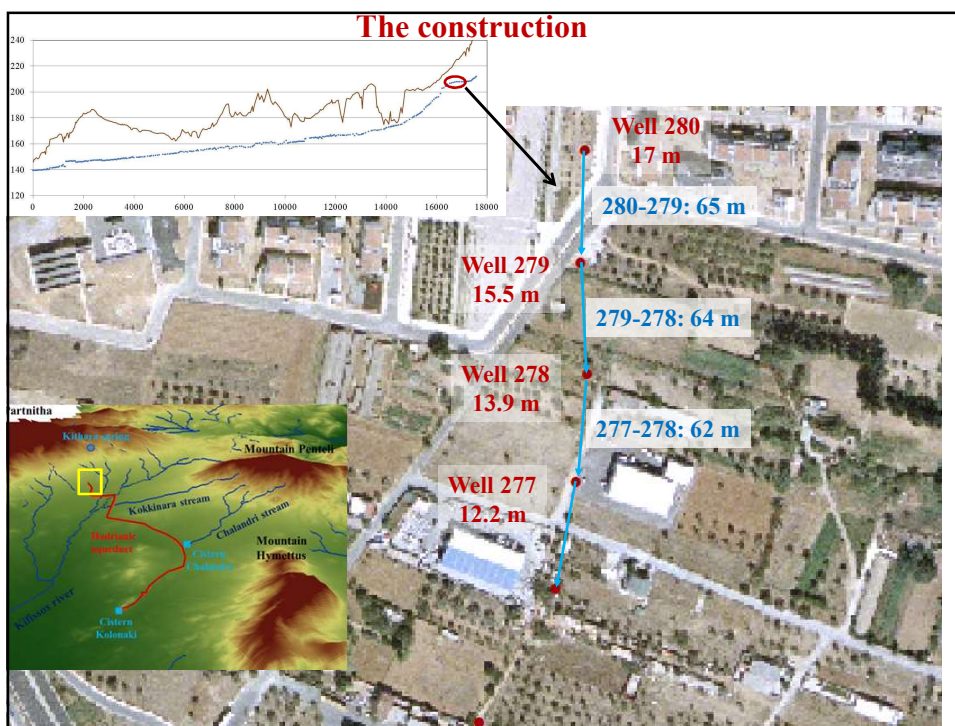 The construction
240
220
200
180
160
140
120
0
2000
4000
6000
8000
10000
12000
14000
16000
18000
Well 280
17 m
280-279: 65 m
Well 279
15.5 m
279-278: 64 m
Well 278
13.9 m
277-278: 62 m
Well 277
12.2 m
Partnitha
Kithara spring
Mountain Penteli
Kokkinara stream
Chalandri stream
Hadrianic
aqueduct
Mountain
Hymettus
Cistern
Chalandri
Kifissos river
Cistern
Kolonaki